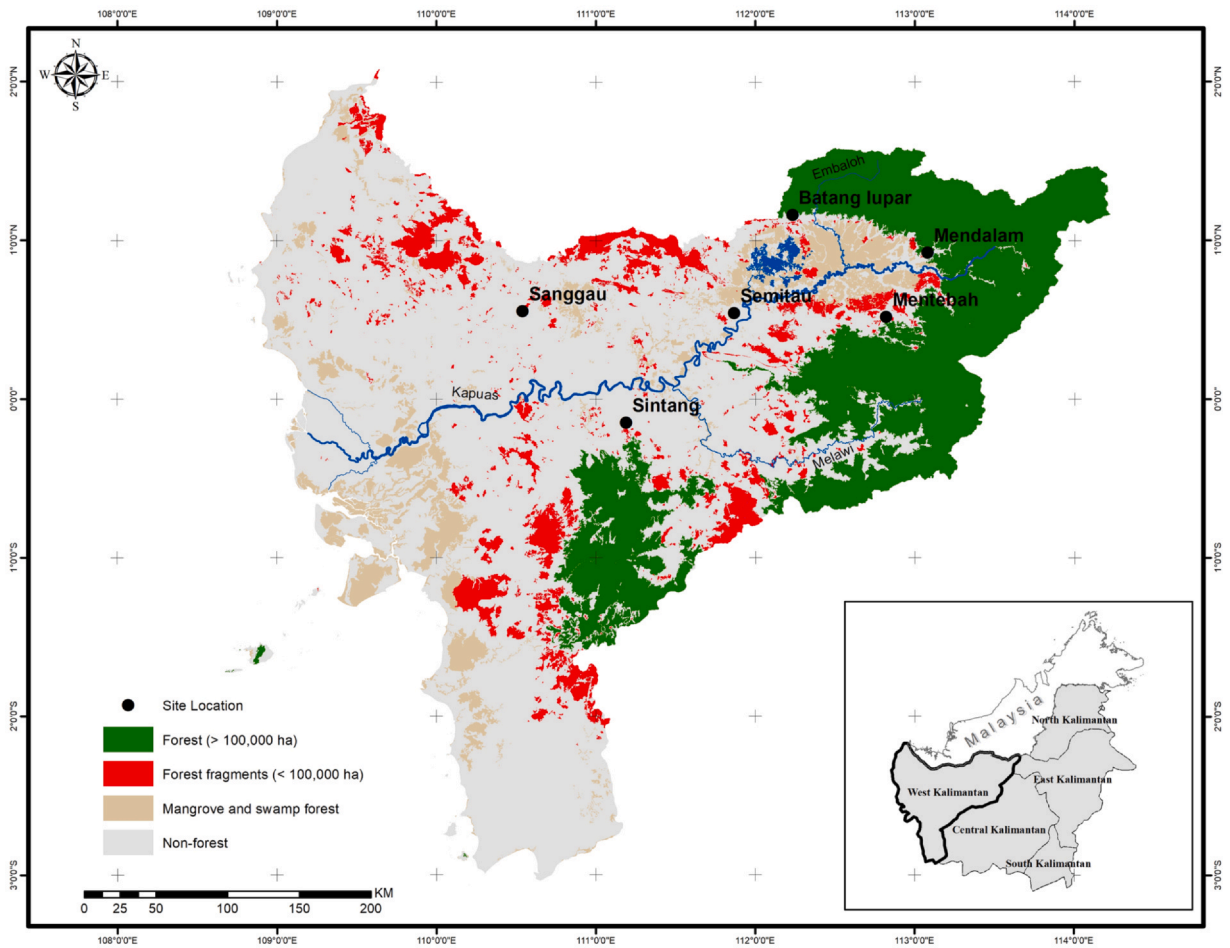 108°0'0"E 109°0'0"E 110°0'0"E 111°0'0"E 112°0'0"E 113°0'0"E 114°0'0"E
N
W E
S
2°0'0"N 2°0'0"N
Embaloh
Batang lupar
1°0'0"N Mendalam 1°0'0"N
Sanggau Semitau Mentebah
Kapuas
0°0'0" 0°0'0"
Sintang
Melawi
1°0'0"S 1°0'0"S
Site Location
2°0'0"S 2°0'0"S
Forest (> 100,000 ha)
Forest fragments (< 100,000 ha)
Mangrove and swamp forest
Non-forest
3°0'0"S 3°0'0"S
KM
0 25 50 100 150 200
Malaysia
North Kalimantan
East Kalimantan
West Kalimantan
Central Kalimantan
South Kalimantan
108°0'0"E 109°0'0"E 110°0'0"E 111°0'0"E 112°0'0"E 113°0'0"E 114°0'0"E